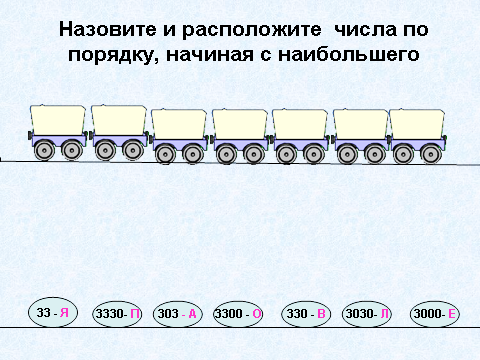 Назовите и расположите числа по
порядку, начиная с наибольшего
33 - Я 3330- П 303 - А 3300 - О 330 - В 3030- Л 3000- Е